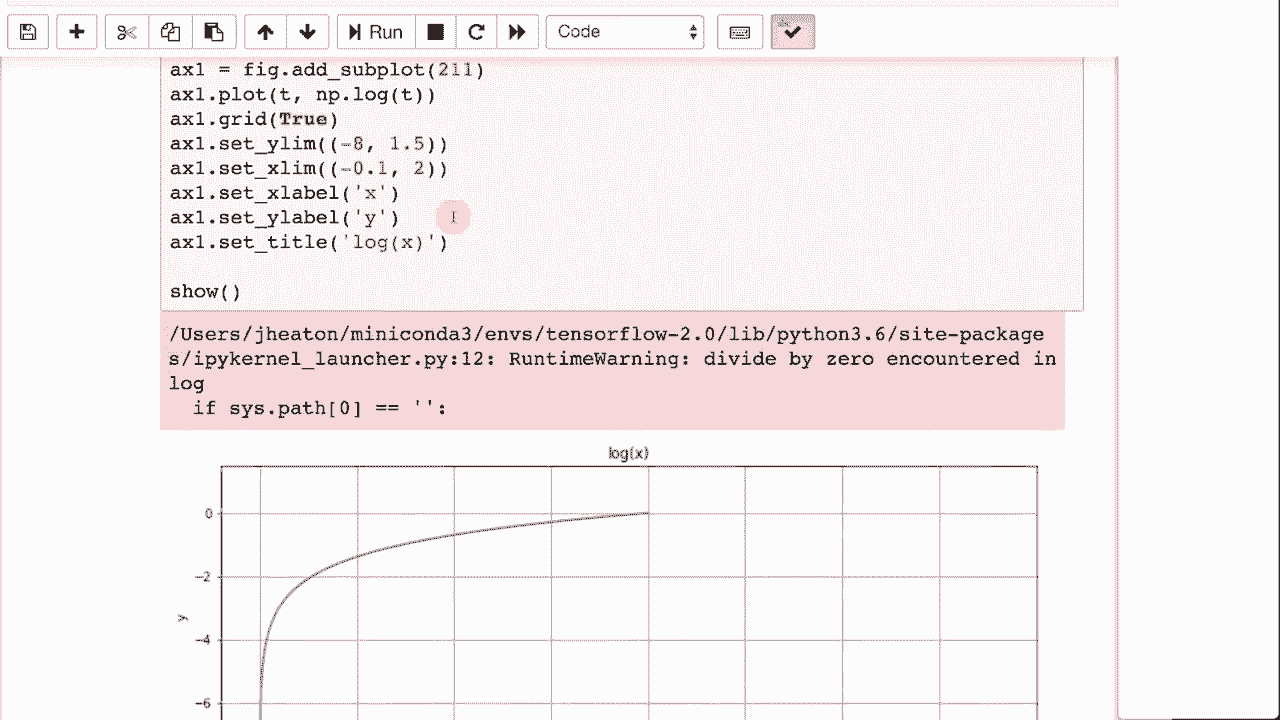 Run Code
ax1 = fig.add_subplot(211)
ax1.plot(t, np.log(t))
ax1.grid(True)
ax1.set_ylim((-8, 1.5))
ax1.set_xlim((-0.1, 2))
ax1.set_xlabel('x')
ax1.set_ylabel('y')
ax1.set_title('log(x)')
show()
/Users/jheaton/miniconda3/envs/tensorflow-2.0/lib/python3.6/site-package
s/ipykernel_launcher.py:12: RuntimeWarning: divide by zero encountered in
log
if sys.path[0] == '':
log(x)
0
−2
y
−4
−6